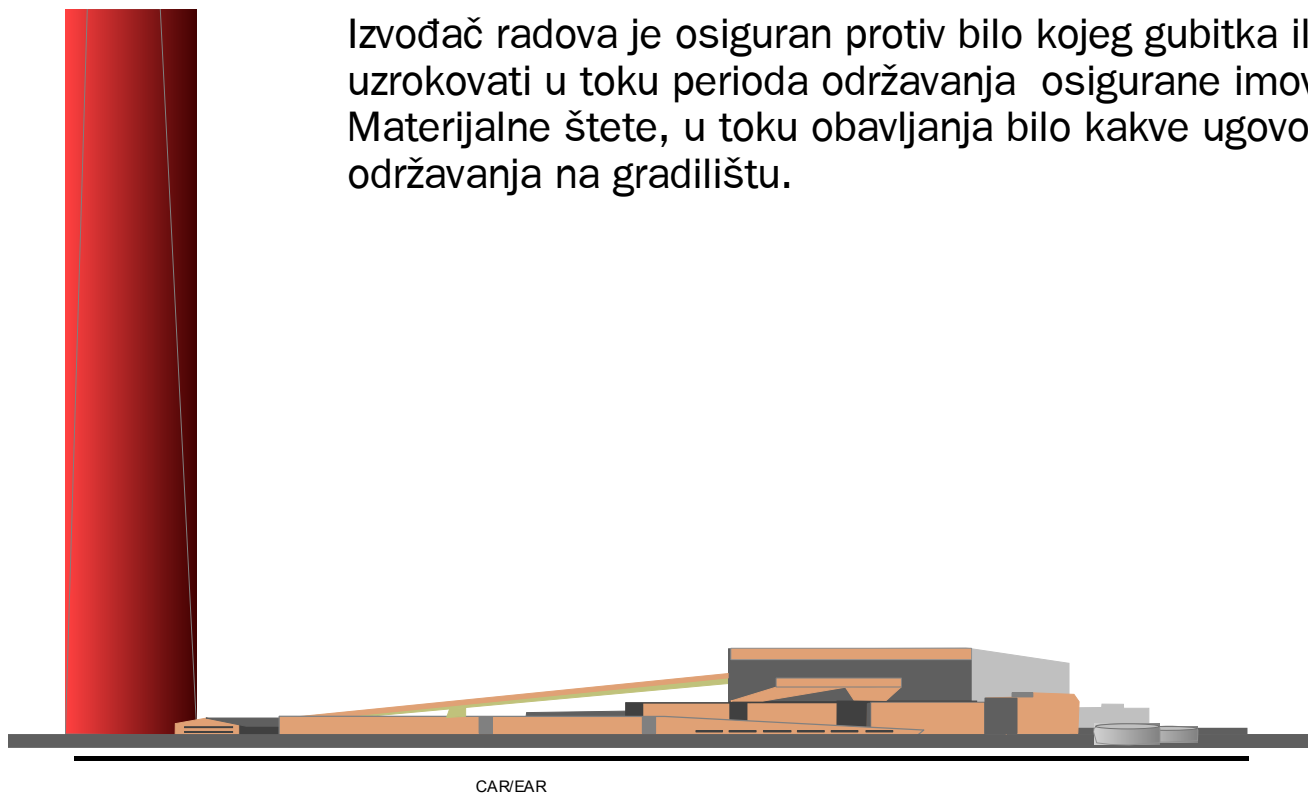 Izvođač radova je osiguran protiv bilo kojeg gubitka
uzrokovati u toku perioda održavanja osigurane
Materijalne štete, u toku obavljanja bilo kakve
održavanja na gradilištu.
CAR/EAR